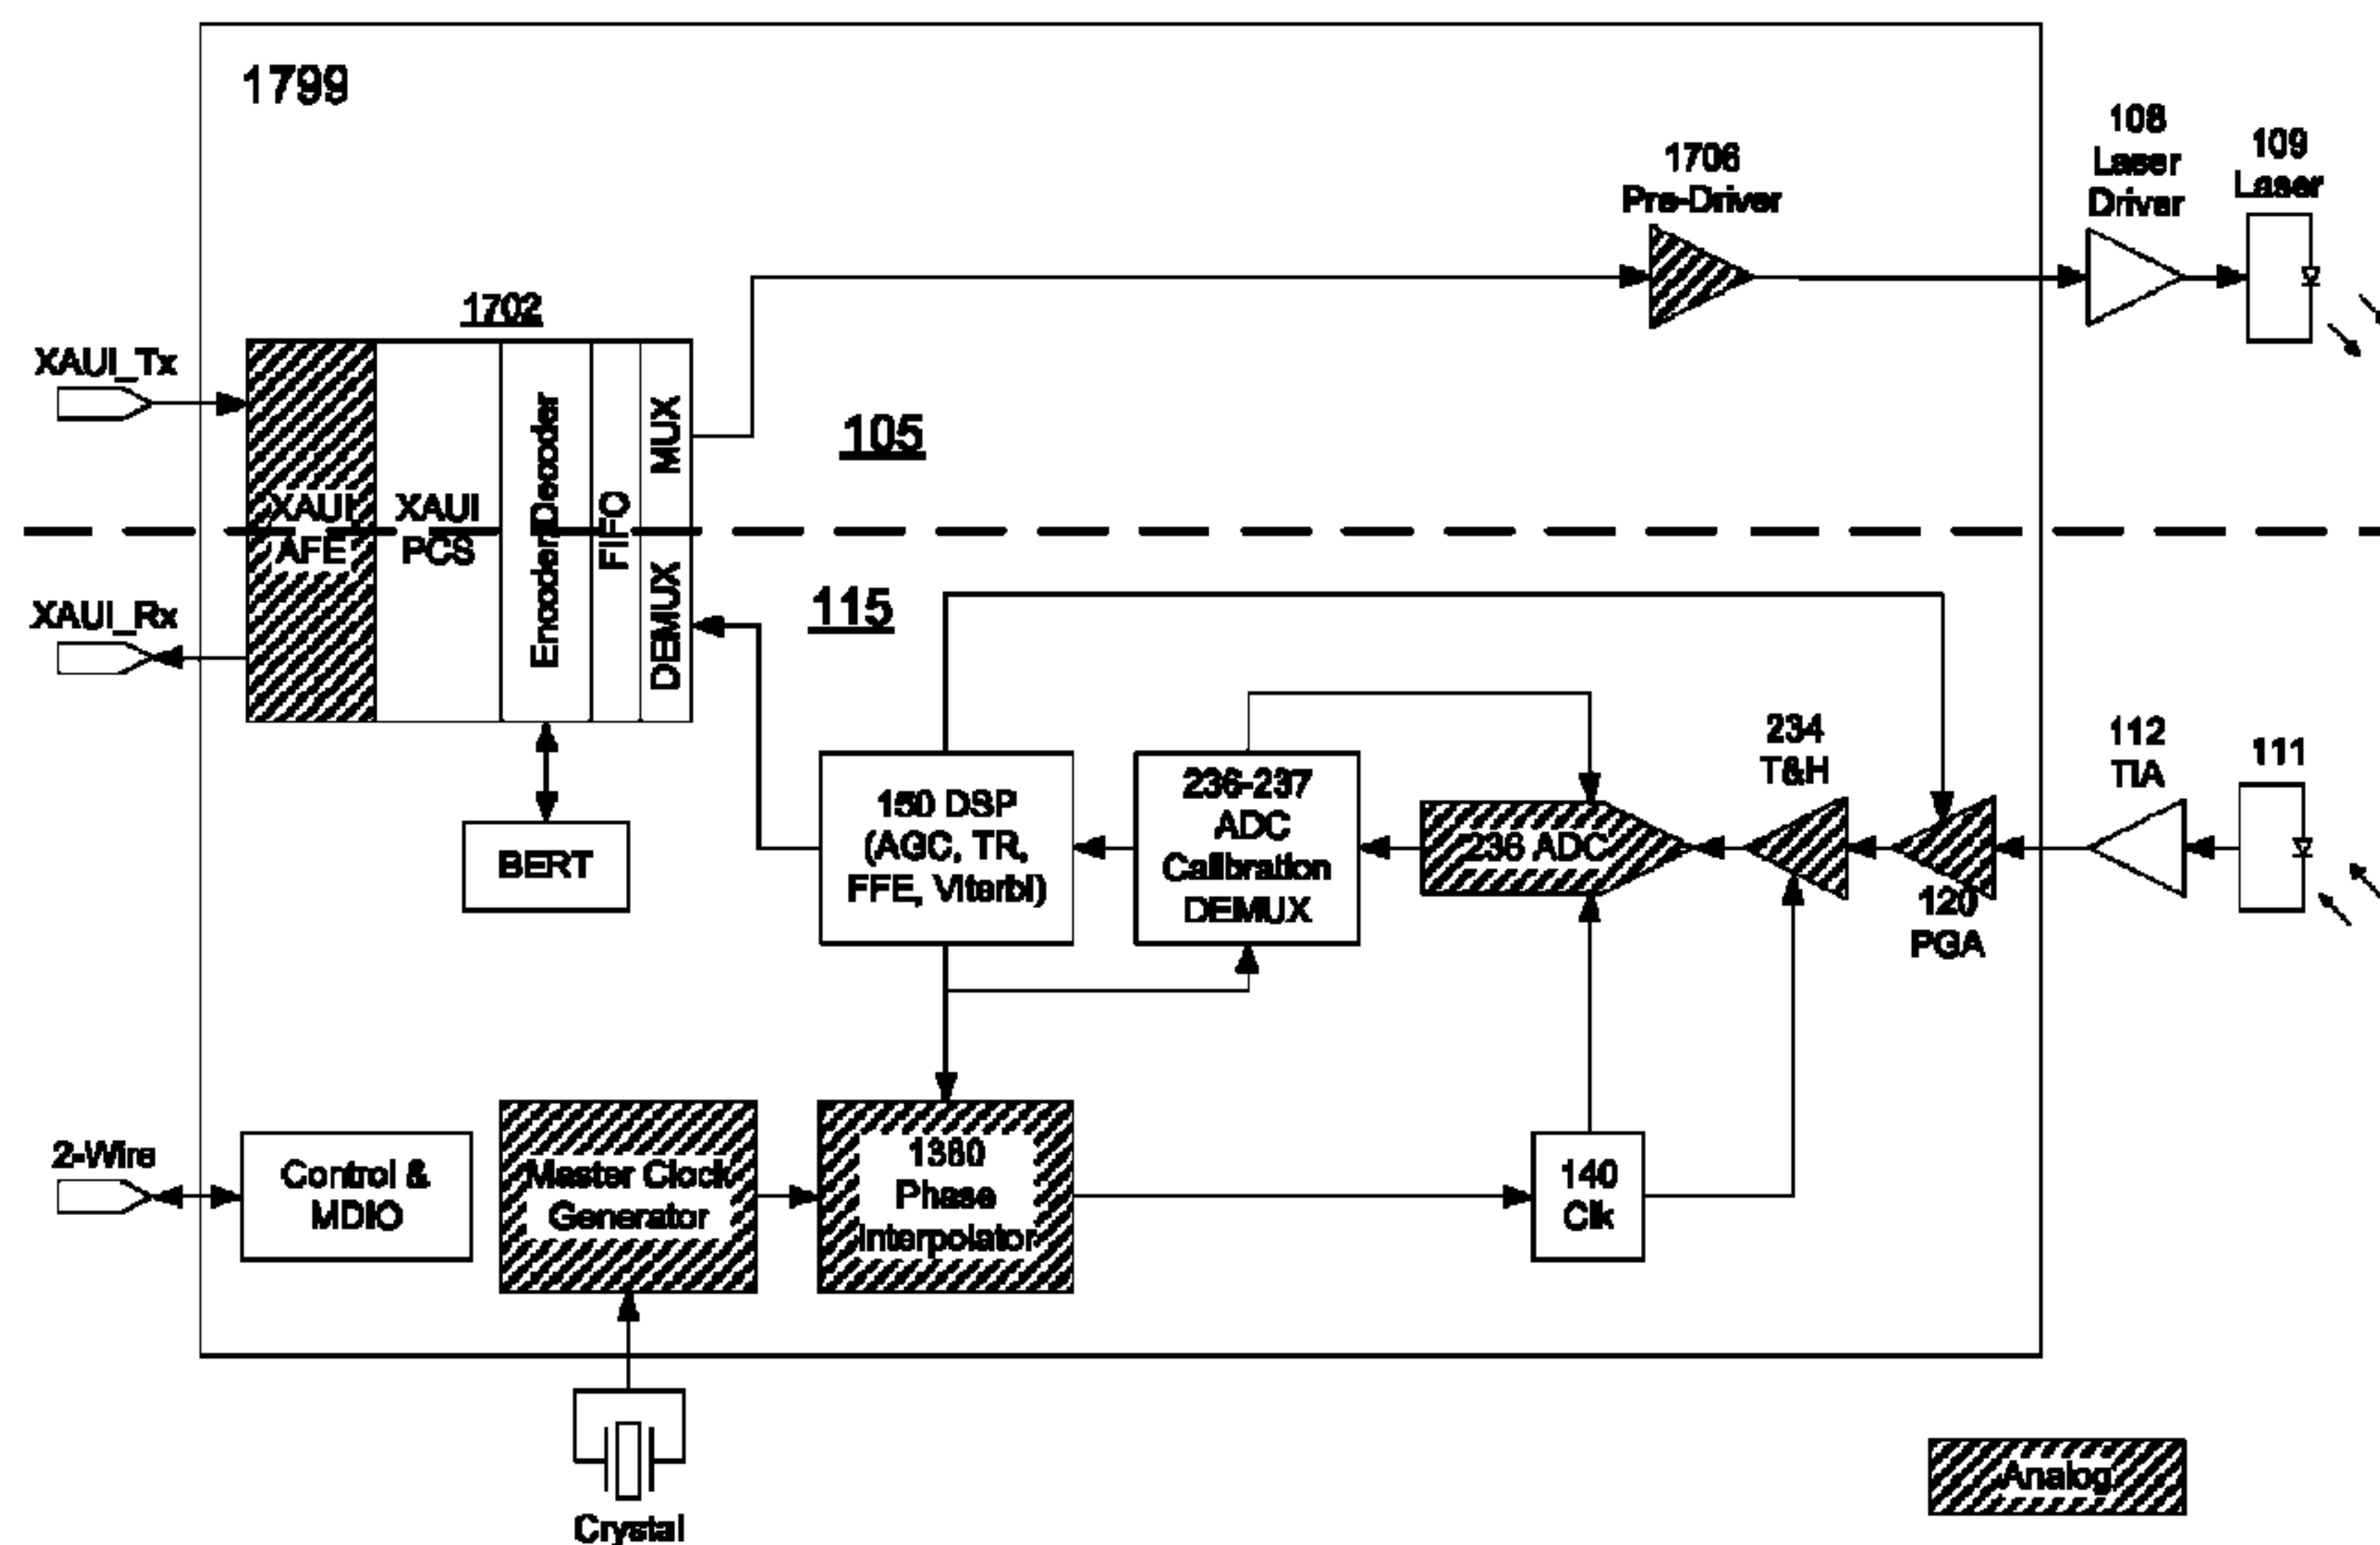 1799
108
Laser
Driver
109
Laser
1706
Pre-Driver
1702
XAUI_Tx
XAUI_Rx
XAUI
AFE
XAUI
PCS
Encoder/Decoder
FIFO
MUX
DEMUX
105
115
BERT
150 DSP
(AGC, TR,
FFE, Viterbi)
236-237
ADC
Calibration
DEMUX
236 ADC
234
T&H
120
PGA
112
TIA
111
2-Wire
Control &
MDIO
Master Clock
Generator
1360
Phase
Interpolator
140
Clk
Crystal
Analog